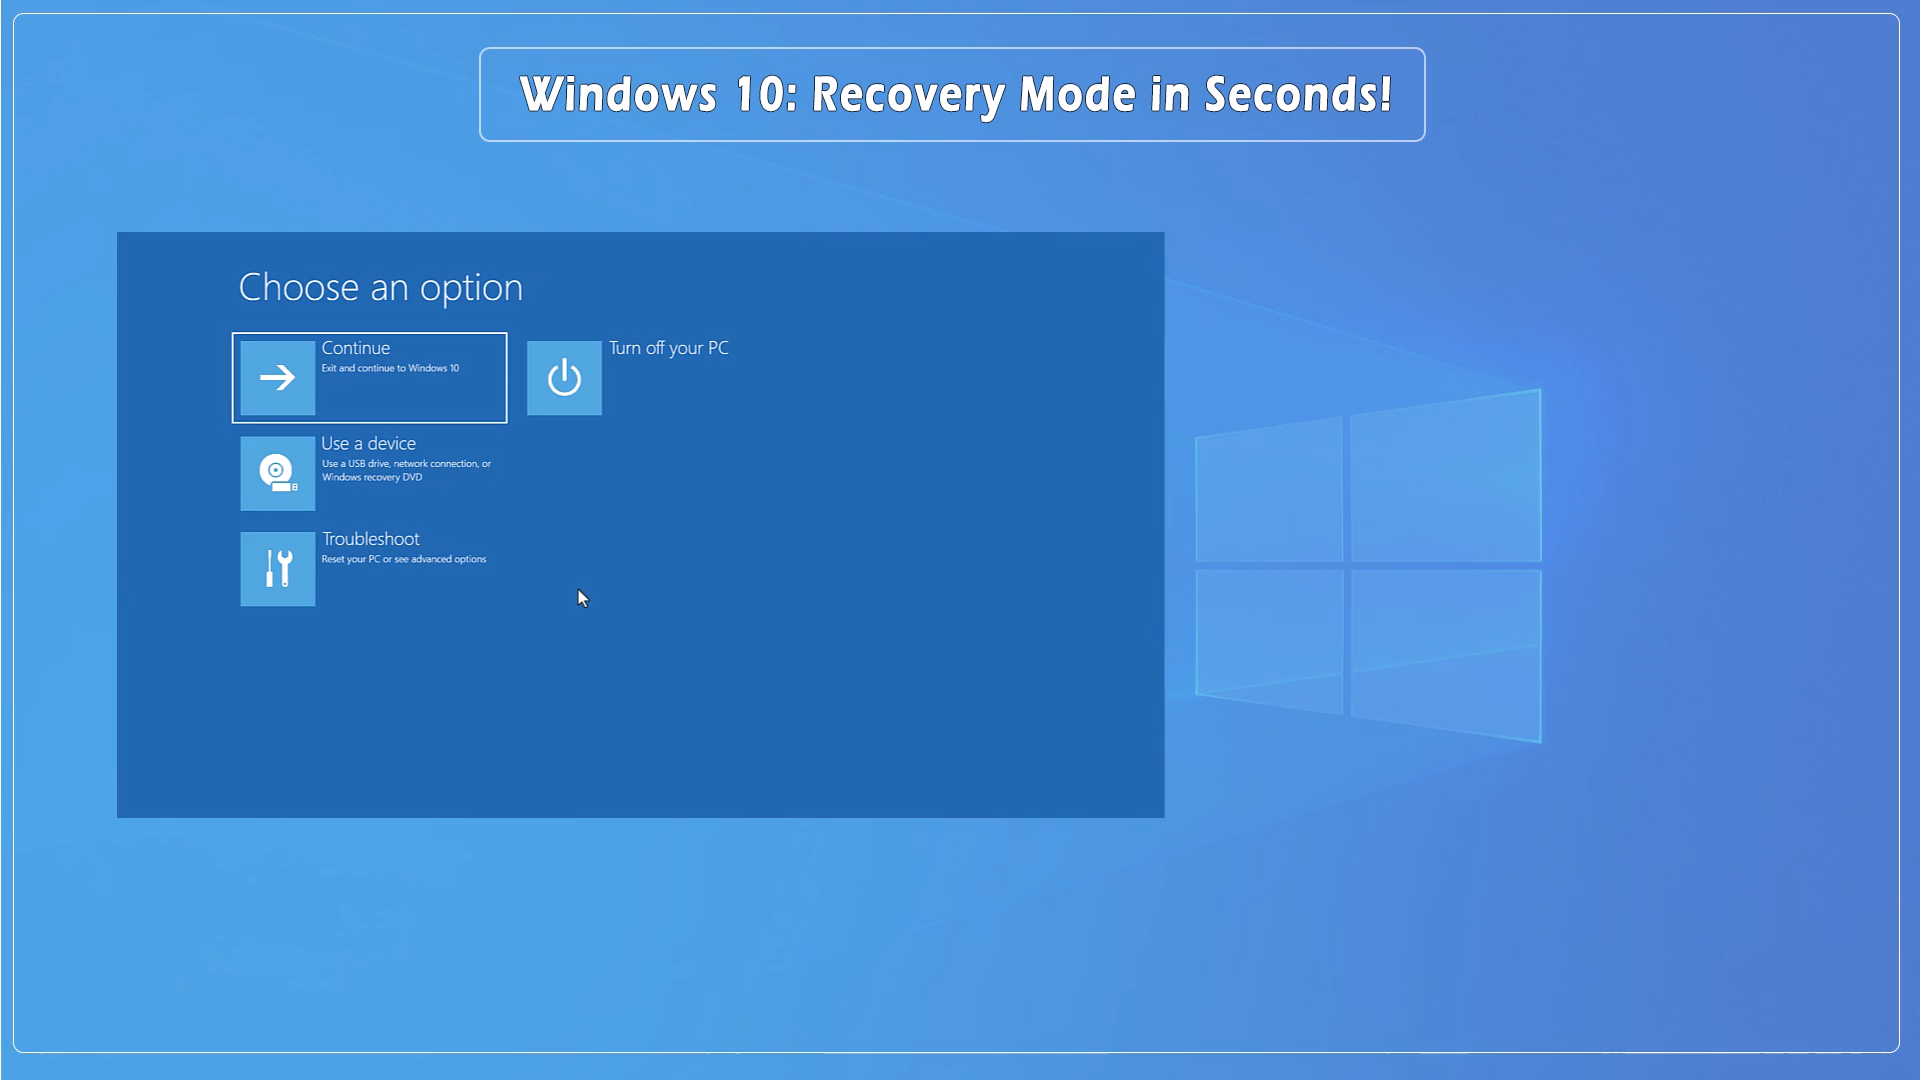 Windows 10: Recovery Mode in Seconds!
Choose an option
Continue
Exit and continue to Windows 10
Turn off your PC
Use a device
Use a USB drive, network connection, or
Windows recovery DVD
Troubleshoot
Reset your PC or see advanced options